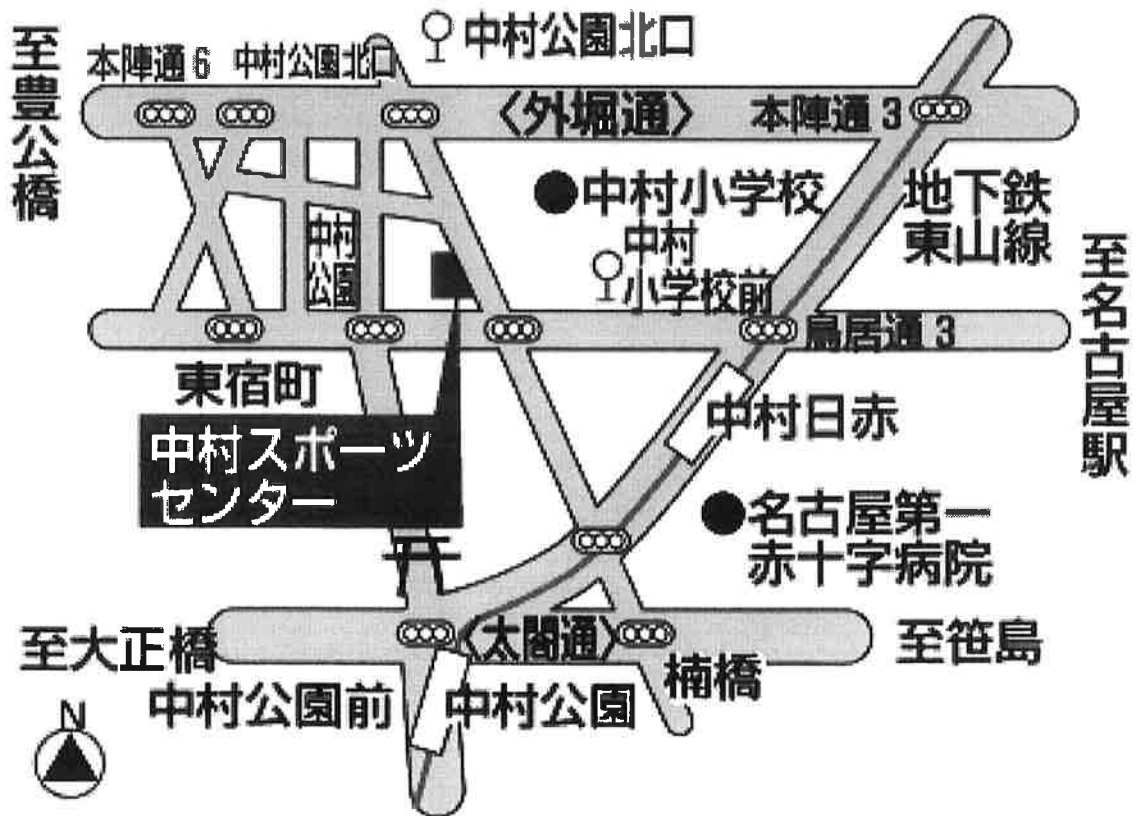 至豊公橋
本陣通6
中村公園北口
中村公園北口
〈外堀通〉
本陣通3
中村小学校
地下鉄
東山線
中村
公園
中村
小学校前
至名古屋駅
鳥居通3
東宿町
中村日赤
中村スポーツ
センター
名古屋第一
赤十字病院
至大正橋
〈太閤通〉
至笹島
楠橋
中村公園前
中村公園
N